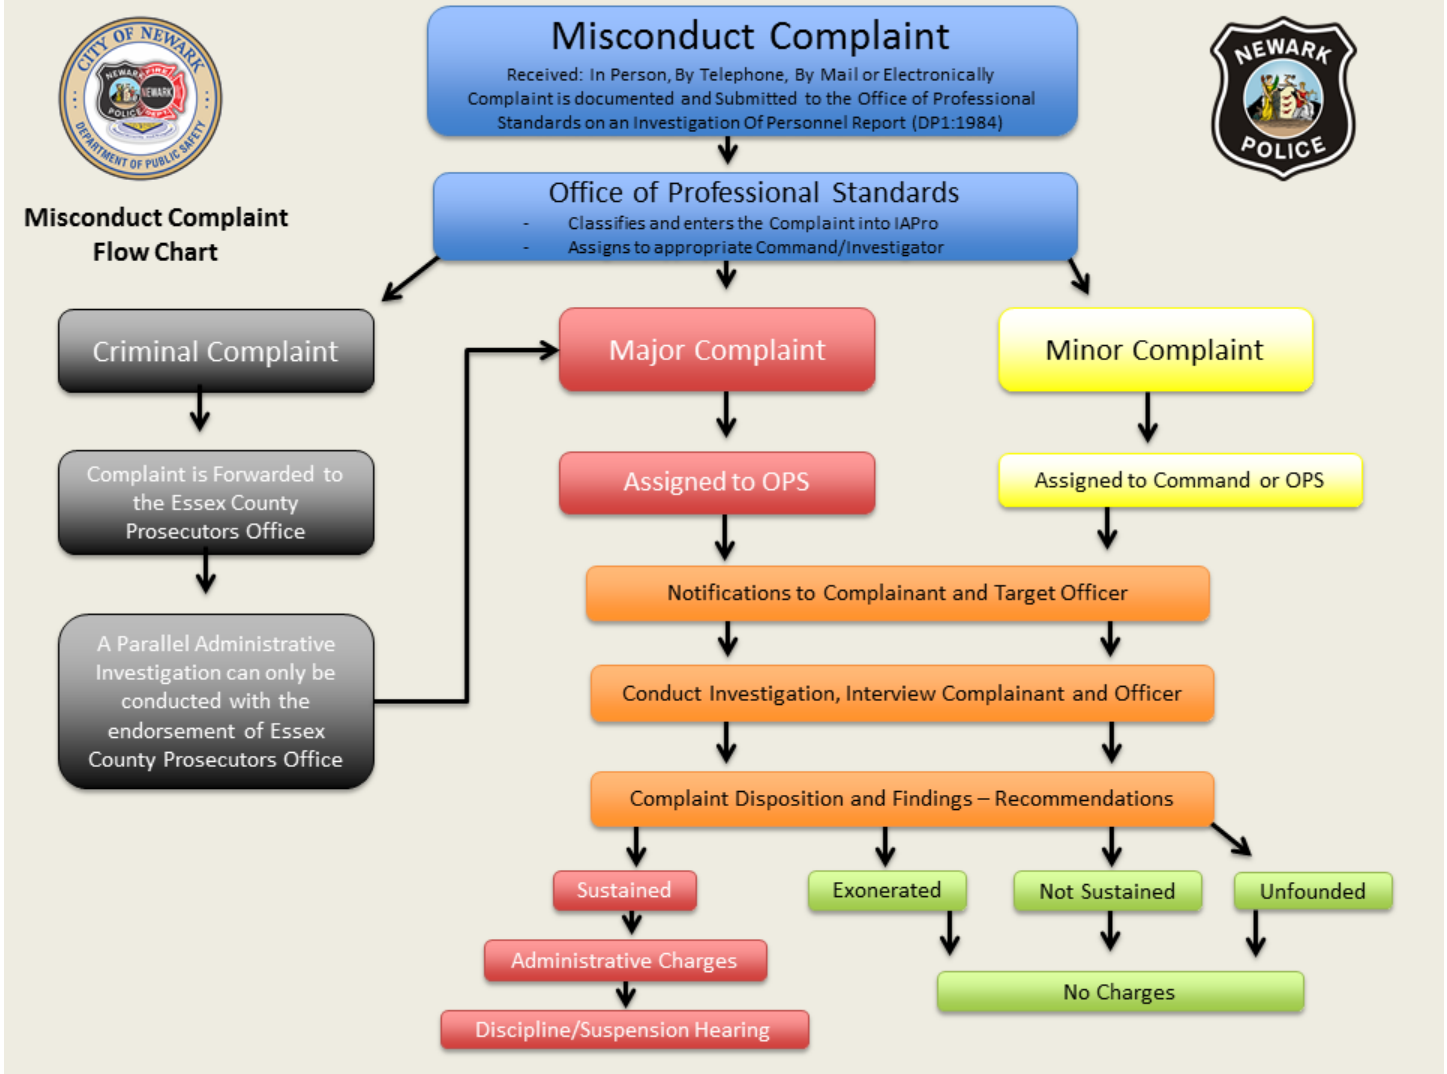 CITY OF NEWARK
NEWARK FIRE
NEWARK
POLICE DEPT.
DEPARTMENT OF PUBLIC SAFETY
Misconduct Complaint
Received: In Person, By Telephone, By Mail or Electronically
Complaint is documented and Submitted to the Office of Professional
Standards on an Investigation Of Personnel Report (DP1:1984)
NEWARK
POLICE
Misconduct Complaint
Flow Chart
Office of Professional Standards
- Classifies and enters the Complaint into IAPro
- Assigns to appropriate Command/Investigator
Criminal Complaint
Major Complaint
Minor Complaint
Complaint is Forwarded to
the Essex County
Prosecutors Office
Assigned to OPS
Assigned to Command or OPS
A Parallel Administrative
Investigation can only be
conducted with the
endorsement of Essex
County Prosecutors Office
Notifications to Complainant and Target Officer
Conduct Investigation, Interview Complainant and Officer
Complaint Disposition and Findings – Recommendations
Sustained
Exonerated
Not Sustained
Unfounded
Administrative Charges
No Charges
Discipline/Suspension Hearing